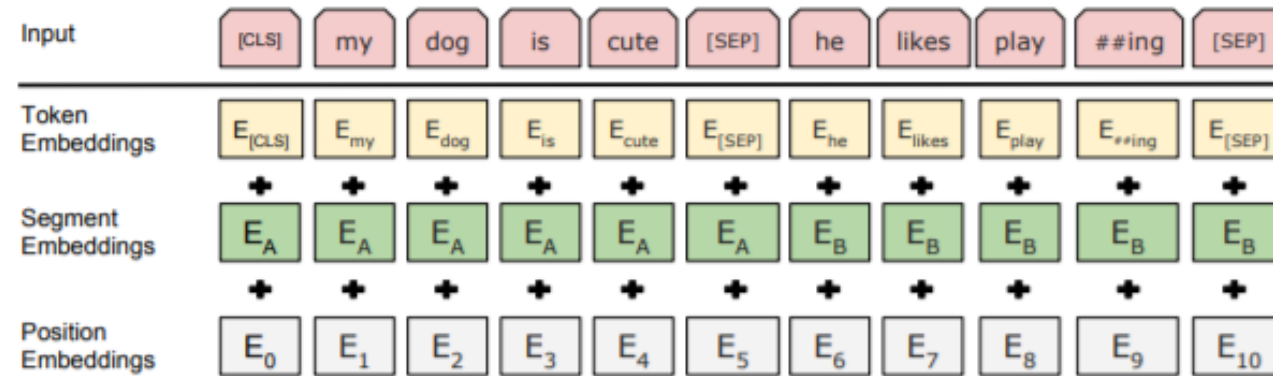 Input [CLS] my dog is cute [SEP] he likes play ##ing [SEP]
Token
Embeddings E[CLS] Emy Edog Eis Ecute E[SEP] Ehe Elikes Eplay E##ing E[SEP]
+ + + + + + + + + + +
Segment
Embeddings EA EA EA EA EA EA EB EB EB EB EB
+ + + + + + + + + + +
Position
Embeddings E0 E1 E2 E3 E4 E5 E6 E7 E8 E9 E10